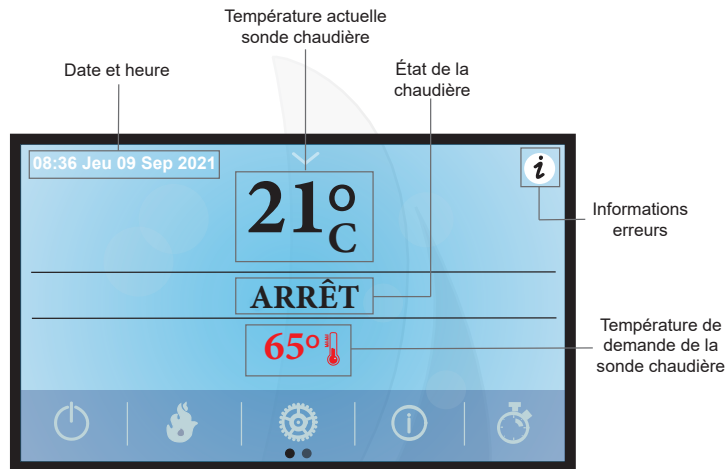 Température actuelle
sonde chaudière
Date et heure
État de la
chaudière
08:36 Jeu 09 Sep 2021
i
21°
C
Informations
erreurs
ARRÊT
65°
Température de
demande de la
sonde chaudière
i